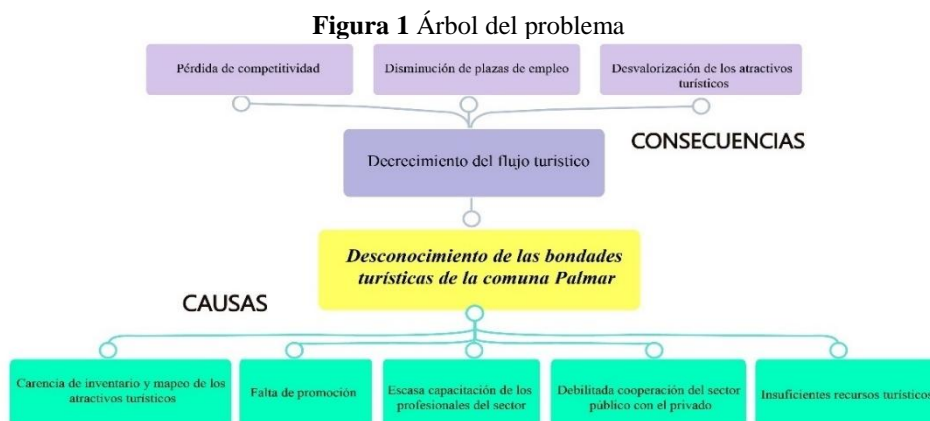 Figura 1 Árbol del problema
Pérdida de competitividad
Disminución de plazas de empleo
Desvalorización de los atractivos
turísticos
CONSECUENCIAS
Decrecimiento del flujo turístico
Desconocimiento de las bondades
turísticas de la comuna Palmar
CAUSAS
Carencia de inventario y mapeo de los
atractivos turísticos
Falta de promoción
Escasa capacitación de los
profesionales del sector
Debilitada cooperación del sector
público con el privado
Insuficientes recursos turísticos